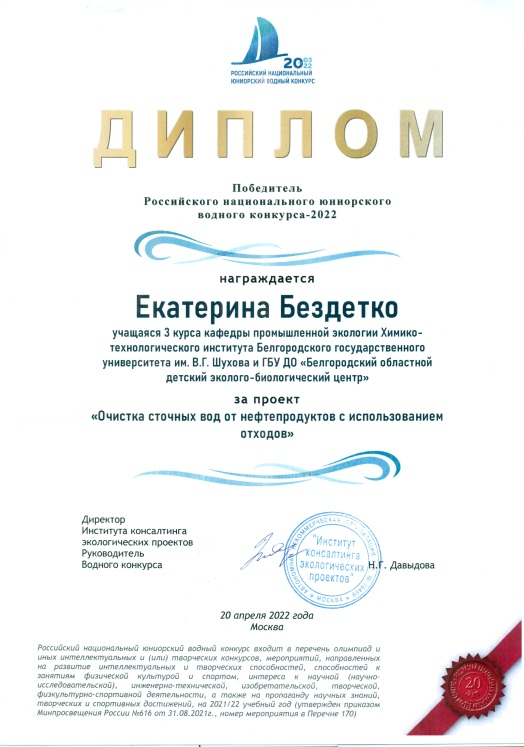 20 03 22
РОССИЙСКИЙ НАЦИОНАЛЬНЫЙ
ЮНИОРСКИЙ ВОДНЫЙ КОНКУРС
ДИПЛОМ
Победитель
Российского национального юниорского
водного конкурса-2022
награждается
Екатерина Бездетко
учащаяся 3 курса кафедры промышленной экологии Химико-
технологического института Белгородского государственного
университета им. В.Г. Шухова и ГБУ ДО «Белгородский областной
детский эколого-биологический центр»
за проект
«Очистка сточных вод от нефтепродуктов с использованием
отходов»
Директор
Института консалтинга
экологических проектов
Руководитель
Водного конкурса
"Институт
консалтинга
экологических
проектов"
МОСКВА
Н.Г. Давыдова
20 апреля 2022 года
Москва
Российский национальный юниорский водный конкурс входит в перечень олимпиад и
иных интеллектуальных и (или) творческих конкурсов, мероприятий, направленных
на развитие интеллектуальных и творческих способностей, способностей к
занятиям физической культурой и спортом, интереса к научной (научно-
исследовательской), инженерно-технической, изобретательской, творческой,
физкультурно-спортивной деятельности, а также на пропаганду научных знаний,
творческих и спортивных достижений, на 2021/22 учебный год (утвержден приказом
Минпросвещения России №616 от 31.08.2021г., номер мероприятия в Перечне 170)
20